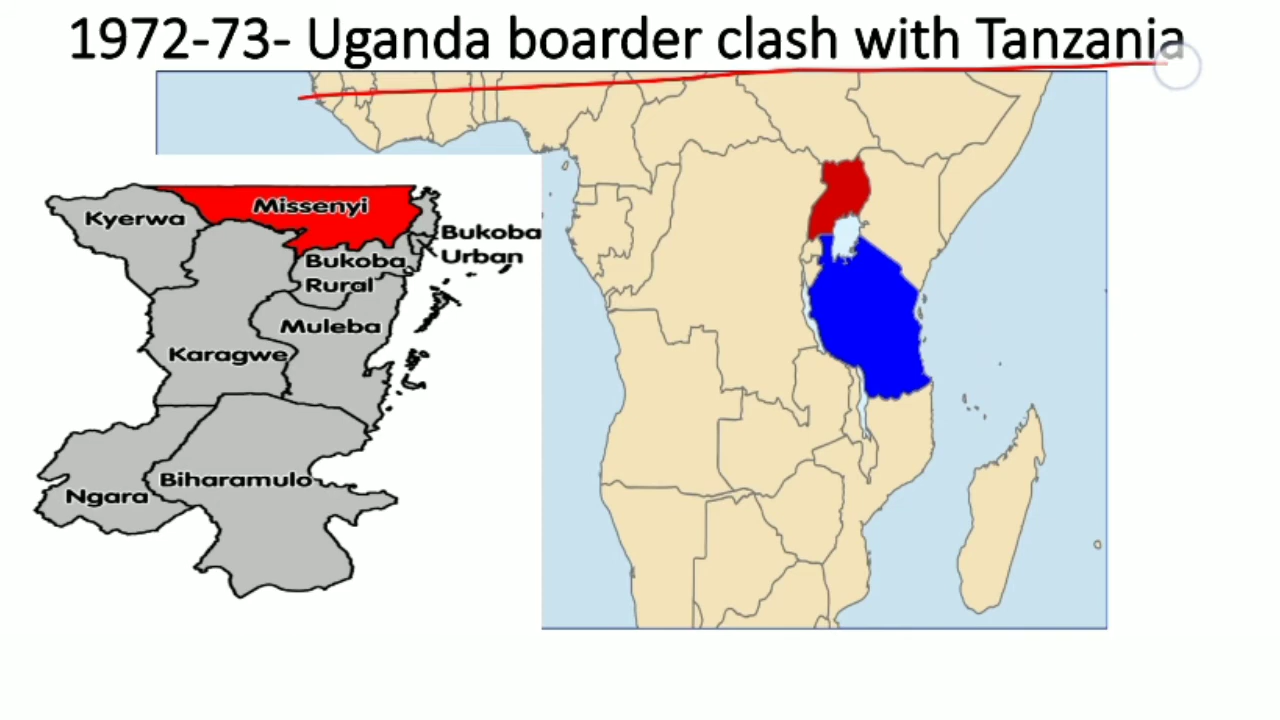 1972-73- Uganda boarder clash with Tanzania
Kyerwa
Missenyi
Bukoba
Urban
Bukoba
Rural
Muleba
Karagwe
Biharamulo
Ngara